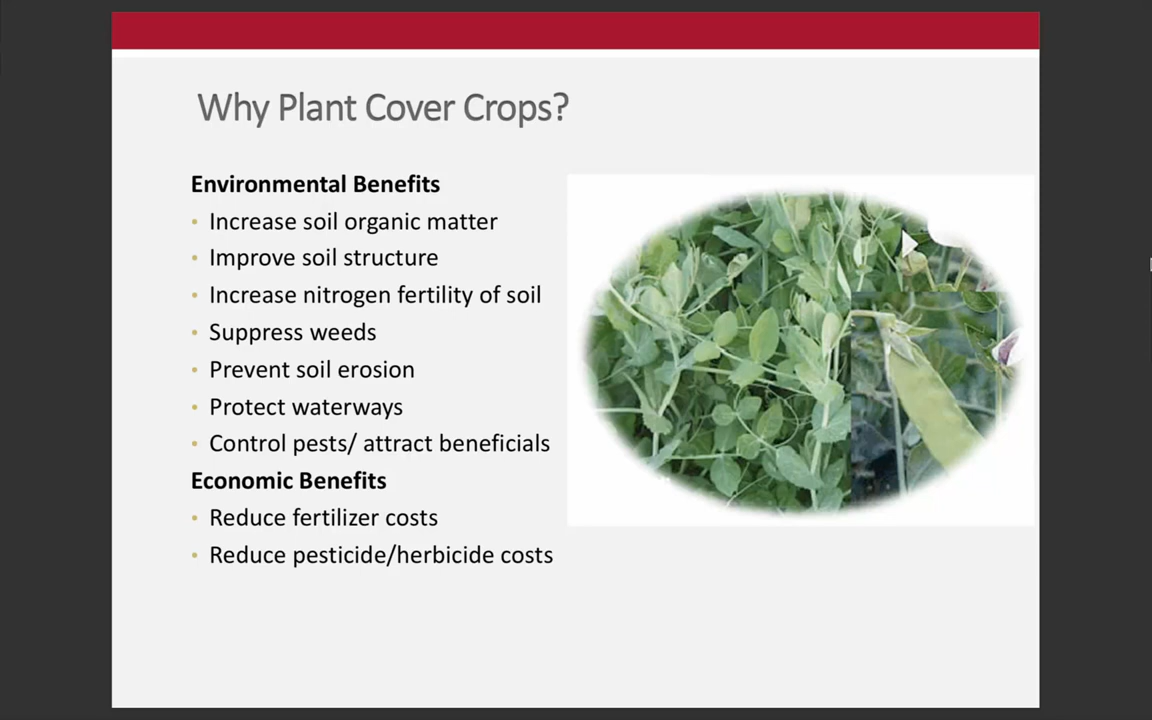 Why Plant Cover Crops?
Environmental Benefits
• Increase soil organic matter
• Improve soil structure
• Increase nitrogen fertility of soil
• Suppress weeds
• Prevent soil erosion
• Protect waterways
• Control pests/ attract beneficials
Economic Benefits
• Reduce fertilizer costs
• Reduce pesticide/herbicide costs